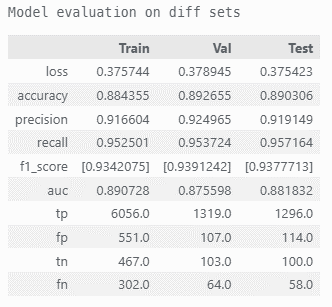 Model evaluation on diff sets
Train Val Test
loss 0.375744 0.378945 0.375423
accuracy 0.884355 0.892655 0.890306
precision 0.916604 0.924965 0.919149
recall 0.952501 0.953724 0.957164
f1_score [0.9342075] [0.9391242] [0.9377713]
auc 0.890728 0.875598 0.881832
tp 6056.0 1319.0 1296.0
fp 551.0 107.0 114.0
tn 467.0 103.0 100.0
fn 302.0 64.0 58.0